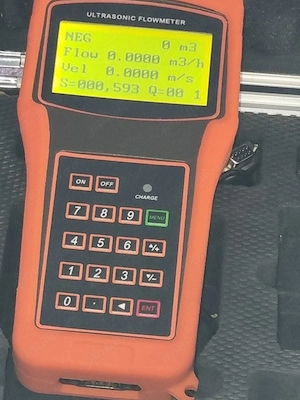 ULTRASONIC FLOWMETER
NEG 0 m3
Flow 0.0000 m3/h
Vel 0.0000 m/s
S=000,593 Q=00 1
ON OFF
CHARGE
7 8 9 MENU
4 5 6 ▲/+
1 2 3 ▼/-
0 . ◄ ENT